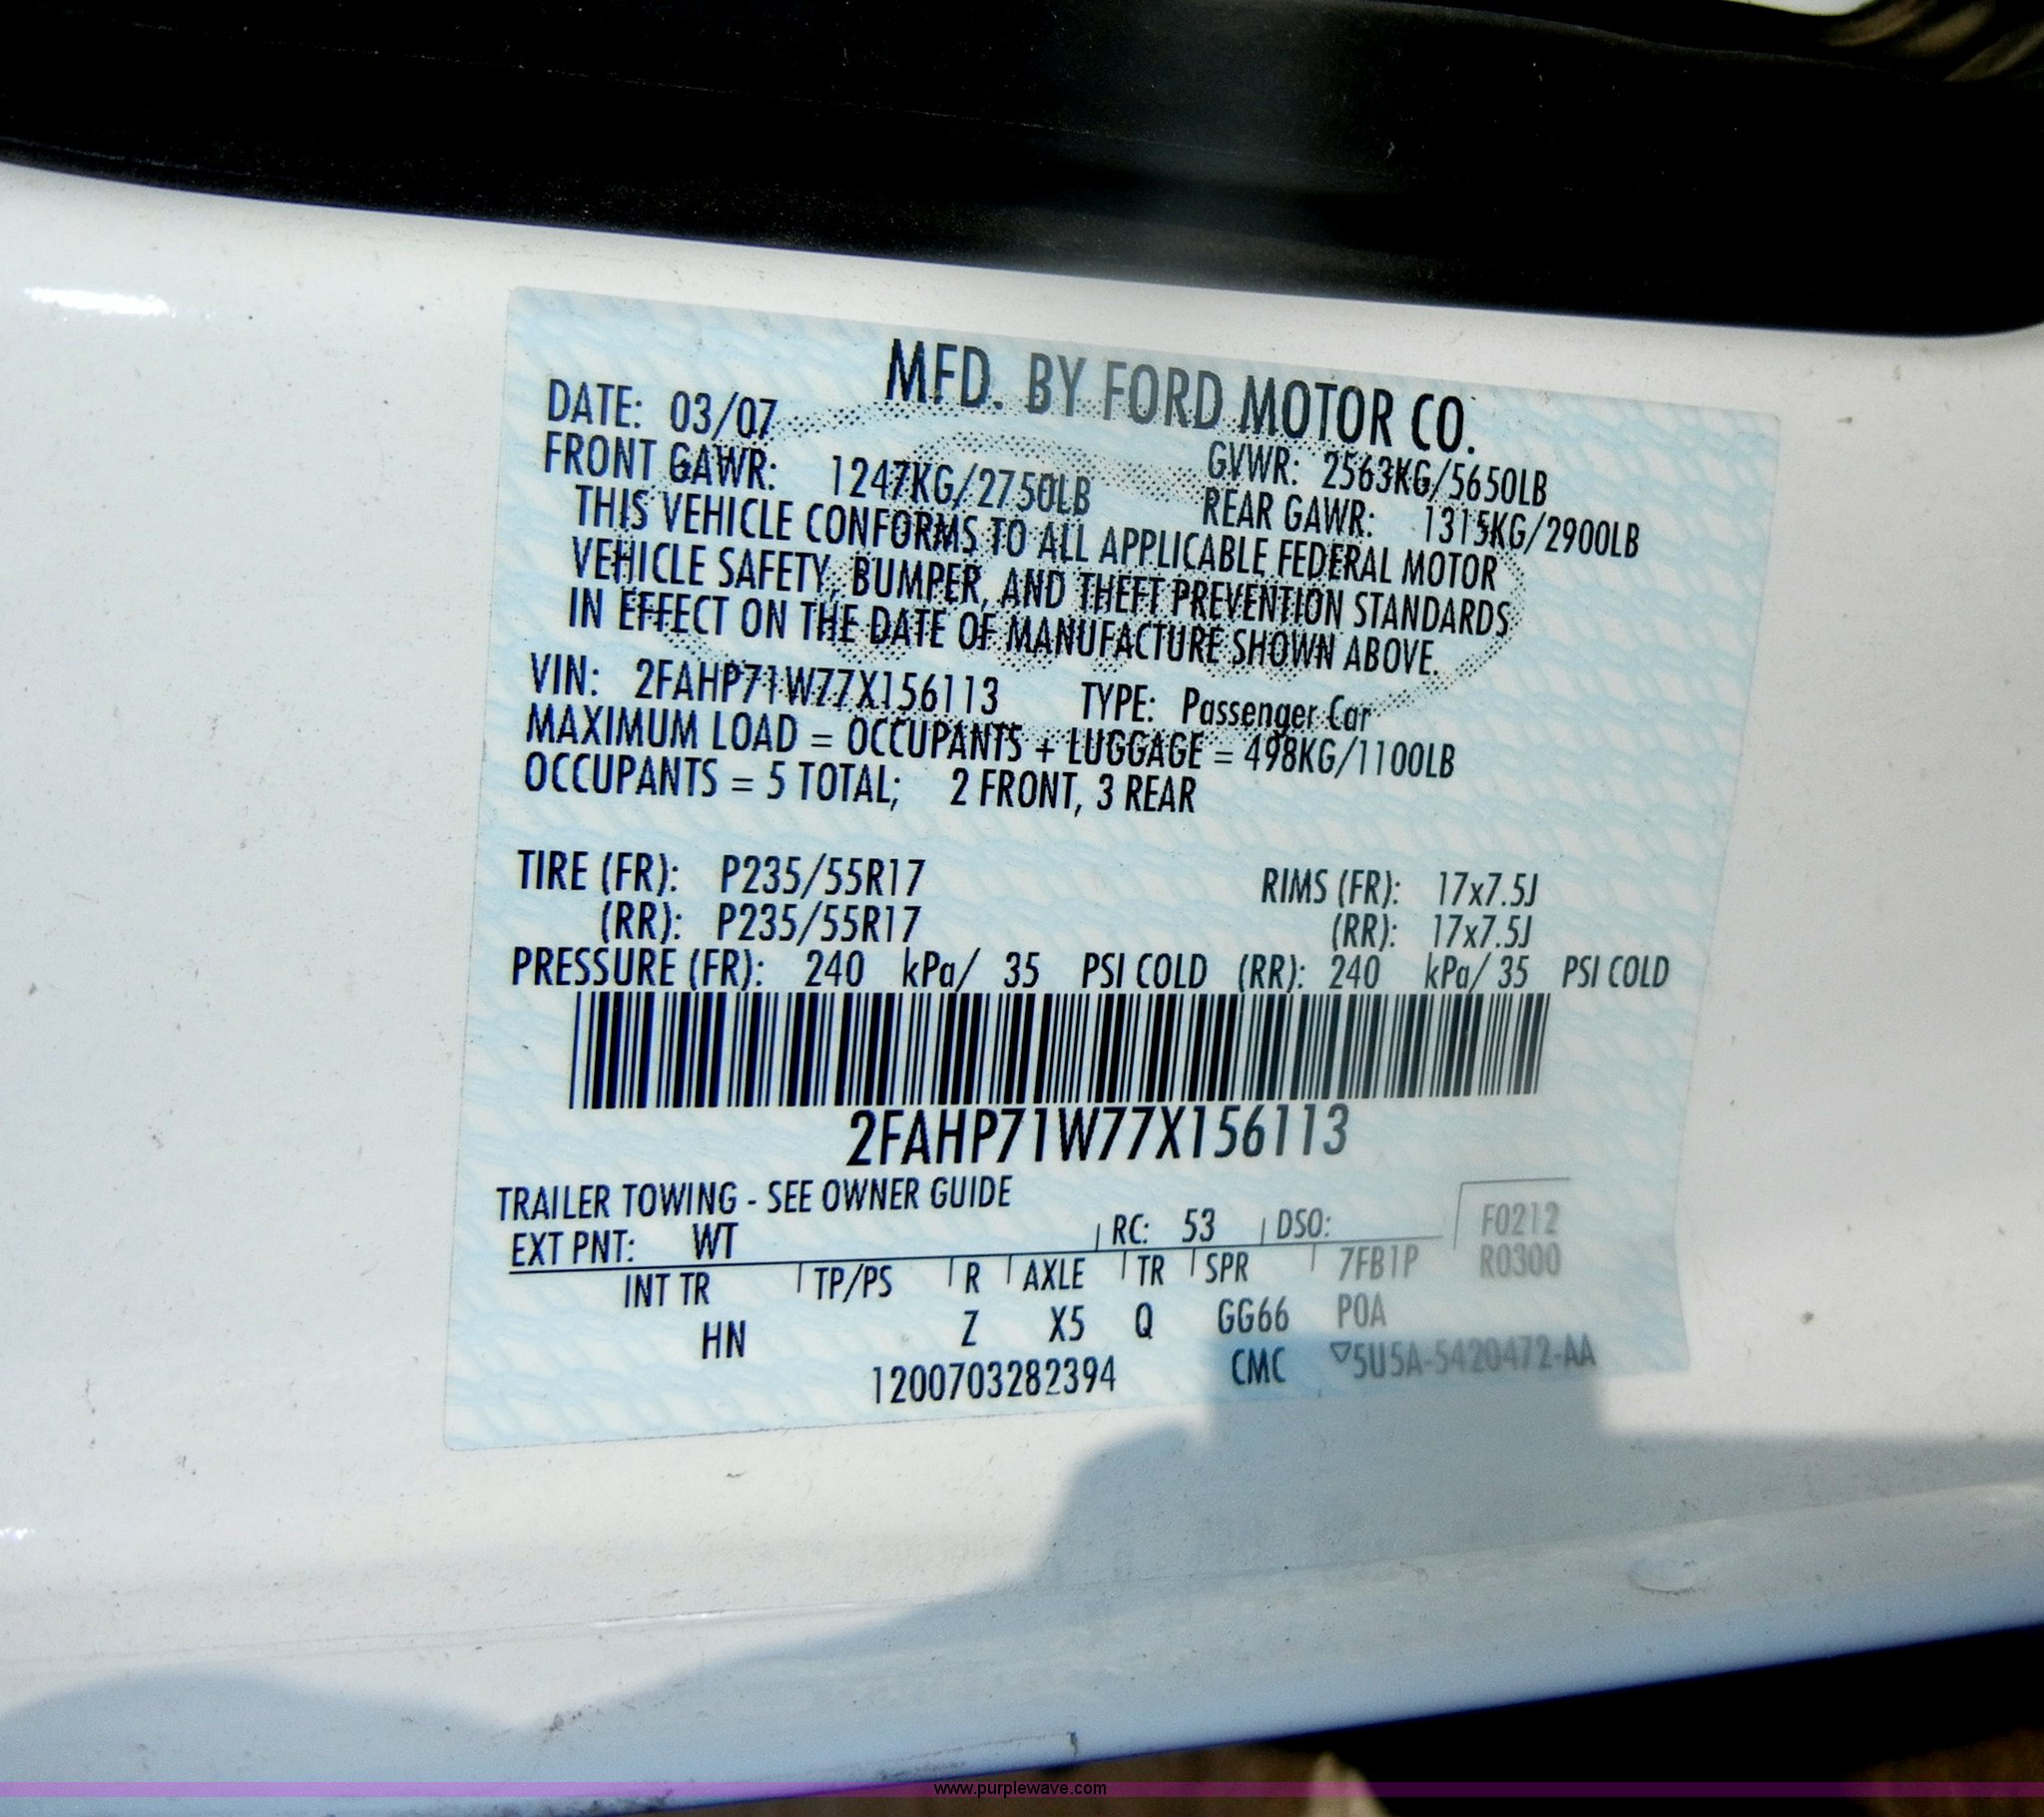 MFD. BY FORD MOTOR CO.
DATE: 03/07
GVWR: 2563KG/5650LB
FRONT GAWR: 1247KG/2750LB REAR GAWR: 1315KG/2900LB
THIS VEHICLE CONFORMS TO ALL APPLICABLE FEDERAL MOTOR
VEHICLE SAFETY, BUMPER, AND THEFT PREVENTION STANDARDS
IN EFFECT ON THE DATE OF MANUFACTURE SHOWN ABOVE.
VIN: 2FAHP71W77X156113 TYPE: Passenger Car
MAXIMUM LOAD = OCCUPANTS + LUGGAGE = 498KG/1100LB
OCCUPANTS = 5 TOTAL; 2 FRONT, 3 REAR
TIRE (FR): P235/55R17 RIMS (FR): 17x7.5J
(RR): P235/55R17 (RR): 17x7.5J
PRESSURE (FR): 240 kPa/ 35 PSI COLD (RR): 240 kPa/ 35 PSI COLD
2FAHP71W77X156113
TRAILER TOWING - SEE OWNER GUIDE
EXT PNT: WT RC: 53 DSO: F0212
INT TR TP/PS R AXLE TR SPR 7FB1P R0300
HN Z X5 Q GG66 P0A
1200703282394 CMC ▽5U5A-5420472-AA
www.purplewave.com